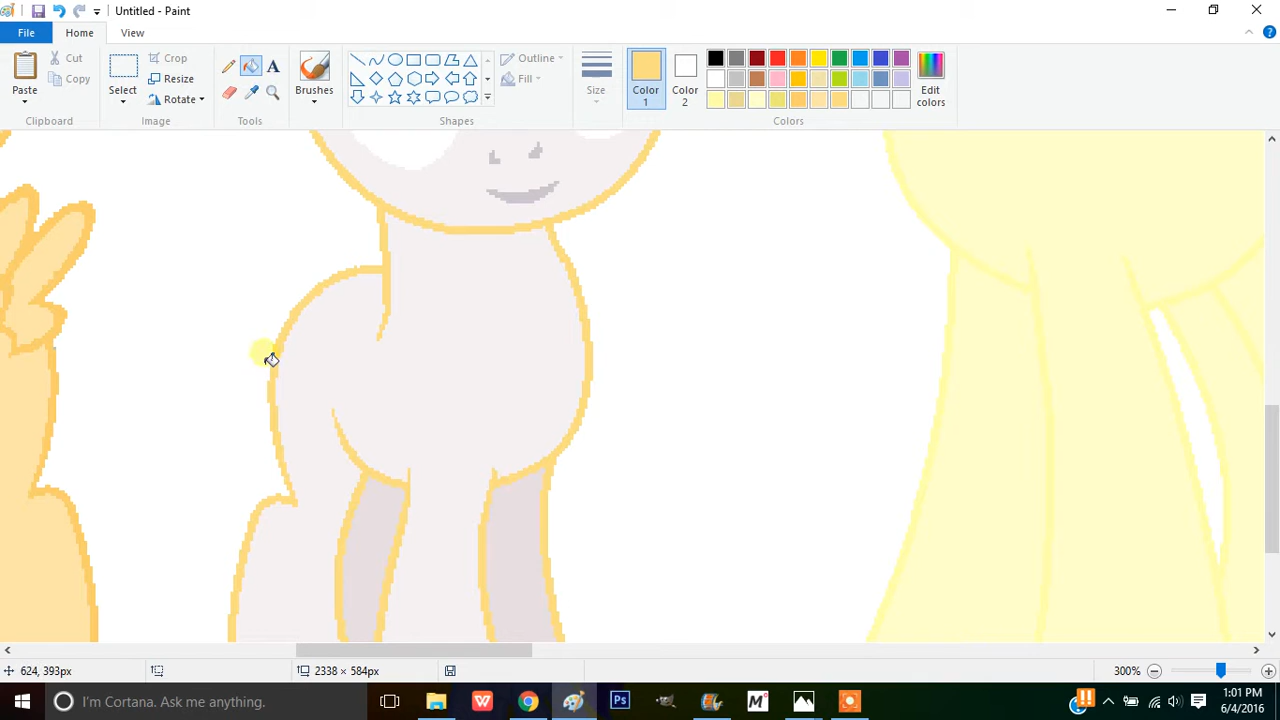 Untitled - Paint
File
Home
View
Cut
Copy
Paste
Clipboard
Crop
Resize
Rotate
Select
Image
A
Tools
Brushes
Outline
Fill
Shapes
Size
Color 1
Color 2
Edit colors
Colors
624, 393px
2338 × 584px
300%
I'm Cortana. Ask me anything.
W
Ps
M
1:01 PM
6/4/2016